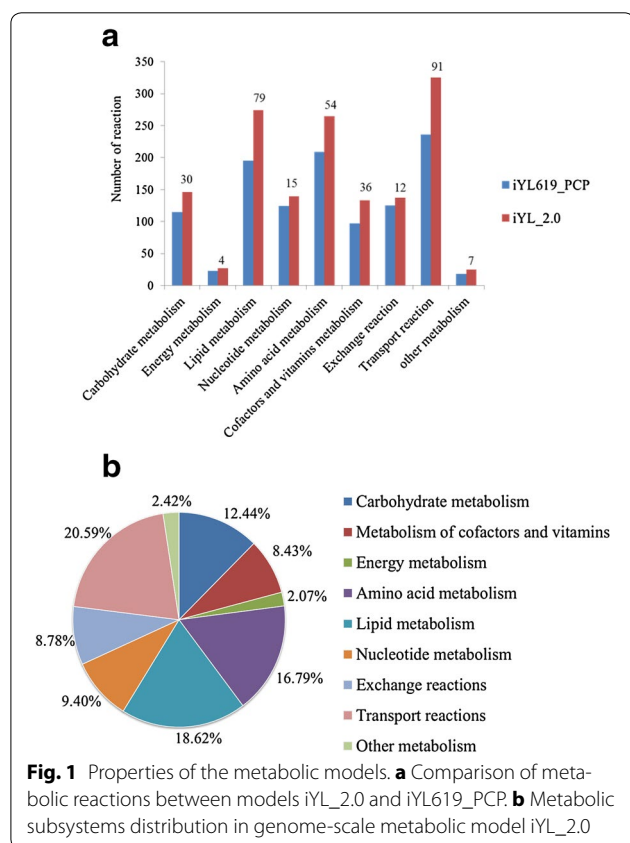 a
Number of reaction
350
300
250
200
150
100
50
0
30
4
79
15
54
36
12
91
7
Carbohydrate metabolism
Energy metabolism
Lipid metabolism
Nucleotide metabolism
Amino acid metabolism
Cofactors and vitamins metabolism
Exchange reaction
Transport reaction
other metabolism
iYL619_PCP
iYL_2.0
b
2.42%
12.44%
8.43%
2.07%
16.79%
18.62%
9.40%
8.78%
20.59%
Carbohydrate metabolism
Metabolism of cofactors and vitamins
Energy metabolism
Amino acid metabolism
Lipid metabolism
Nucleotide metabolism
Exchange reactions
Transport reactions
Other metabolism
Fig. 1 Properties of the metabolic models. a Comparison of meta-
bolic reactions between models iYL_2.0 and iYL619_PCP. b Metabolic
subsystems distribution in genome-scale metabolic model iYL_2.0